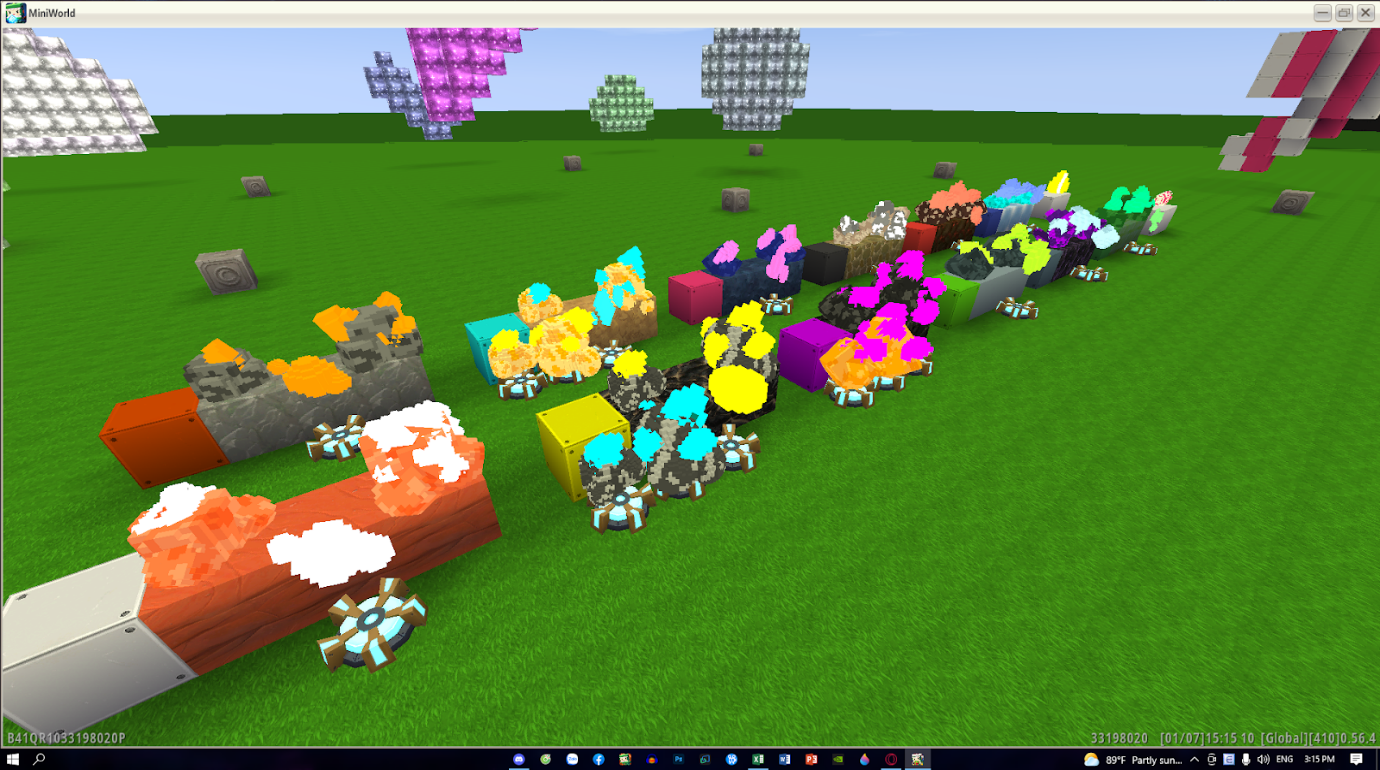 MiniWorld
B41QR1033198020P
33198020 [01/07]15:15 10 [Global][410]0.56.4
89°F Partly sun... ENG 3:15 PM